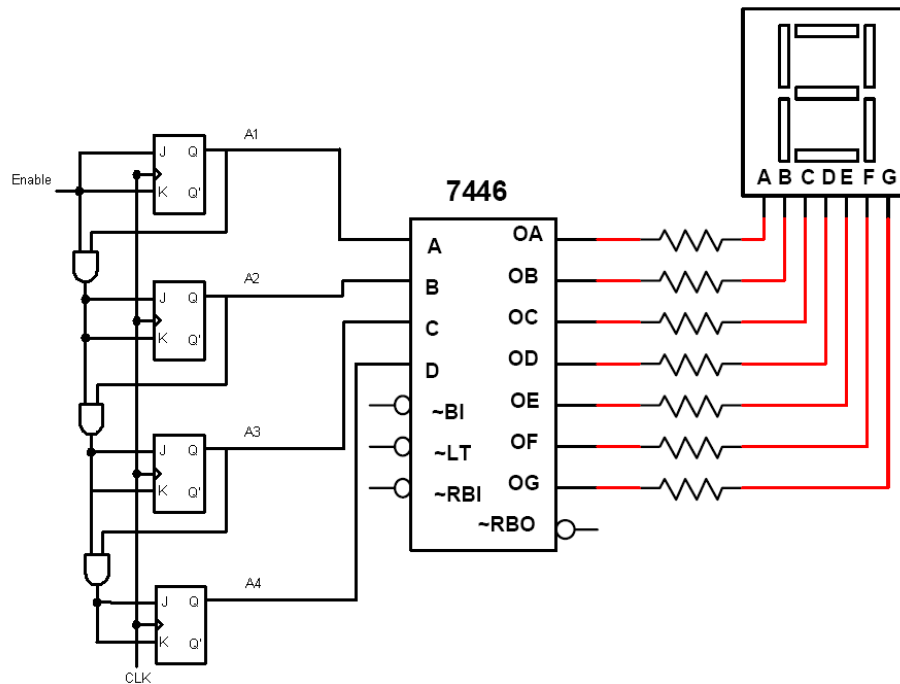 A B C D E F G
Enable
J Q
K Q'
A1
7446
A OA
B OB
C OC
D OD
~BI OE
~LT OF
~RBI OG
~RBO
J Q
K Q'
A2
J Q
K Q'
A3
J Q
K Q'
A4
CLK